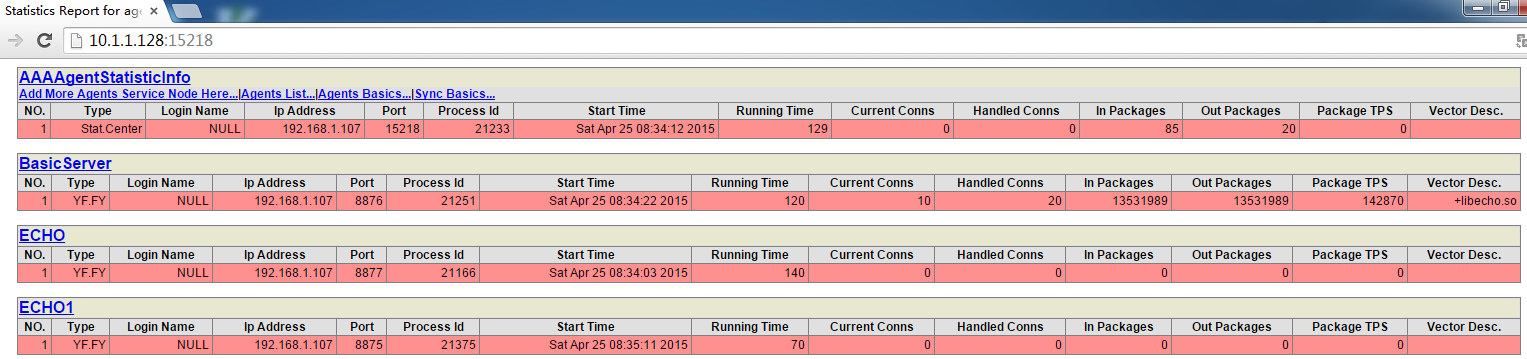 Statistics Report for age
10.1.1.128:15218
AAAAgentStatisticInfo
Add More Agents Service Node Here...|Agents List...|Agents Basics...|Sync Basics...
NO. Type Login Name Ip Address Port Process Id Start Time Running Time Current Conns Handled Conns In Packages Out Packages Package TPS Vector Desc.
1 Stat.Center NULL 192.168.1.107 15218 21233 Sat Apr 25 08:34:12 2015 129 0 0 85 20 0
BasicServer
NO. Type Login Name Ip Address Port Process Id Start Time Running Time Current Conns Handled Conns In Packages Out Packages Package TPS Vector Desc.
1 YF.FY NULL 192.168.1.107 8876 21251 Sat Apr 25 08:34:22 2015 120 10 20 13531989 13531989 142870 +libecho.so
ECHO
NO. Type Login Name Ip Address Port Process Id Start Time Running Time Current Conns Handled Conns In Packages Out Packages Package TPS Vector Desc.
1 YF.FY NULL 192.168.1.107 8877 21166 Sat Apr 25 08:34:03 2015 140 0 0 0 0 0
ECHO1
NO. Type Login Name Ip Address Port Process Id Start Time Running Time Current Conns Handled Conns In Packages Out Packages Package TPS Vector Desc.
1 YF.FY NULL 192.168.1.107 8875 21375 Sat Apr 25 08:35:11 2015 70 0 0 0 0 0